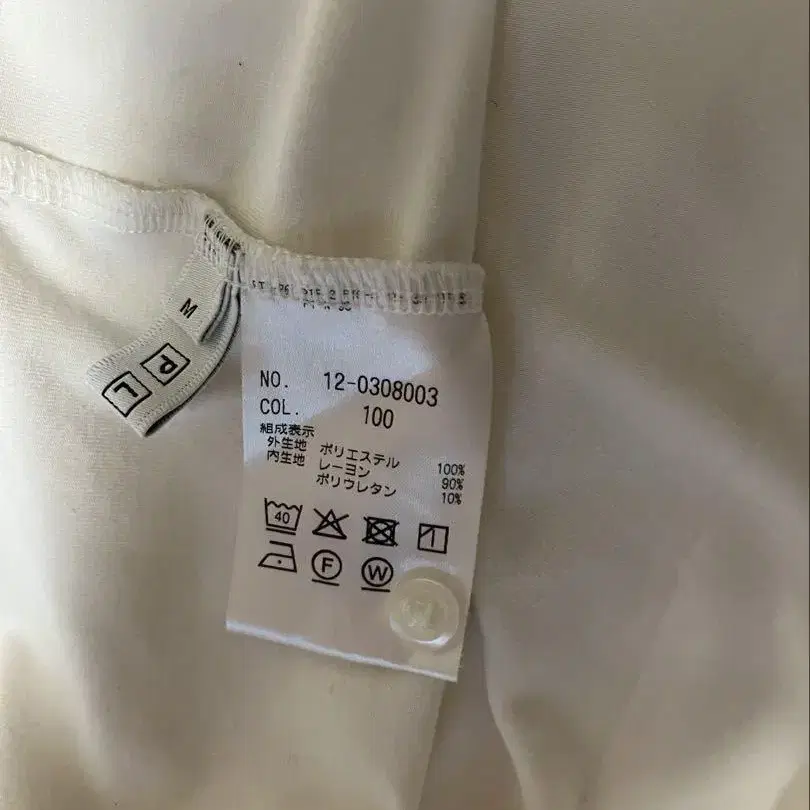 M
P
L
NO. 12-0308003
COL. 100
組成表示
外生地 ポリエステル 100%
内生地 レーヨン 90%
ポリウレタン 10%
40
F
W